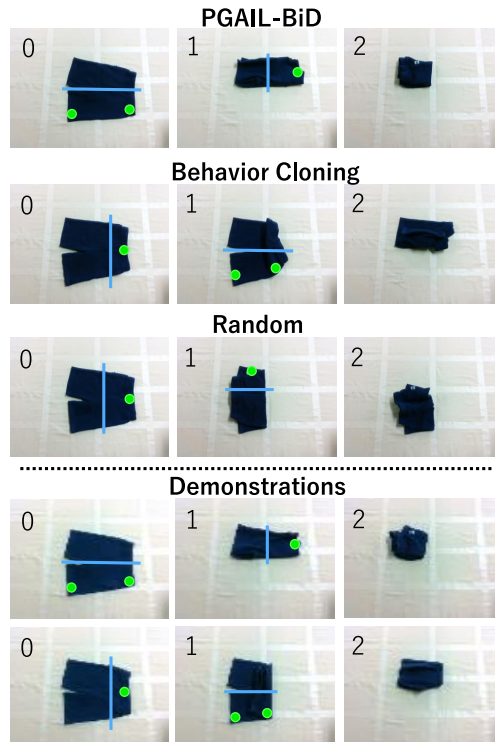 PGAIL-BiD
0 1 2
Behavior Cloning
0 1 2
Random
0 1 2
Demonstrations
0 1 2
0 1 2